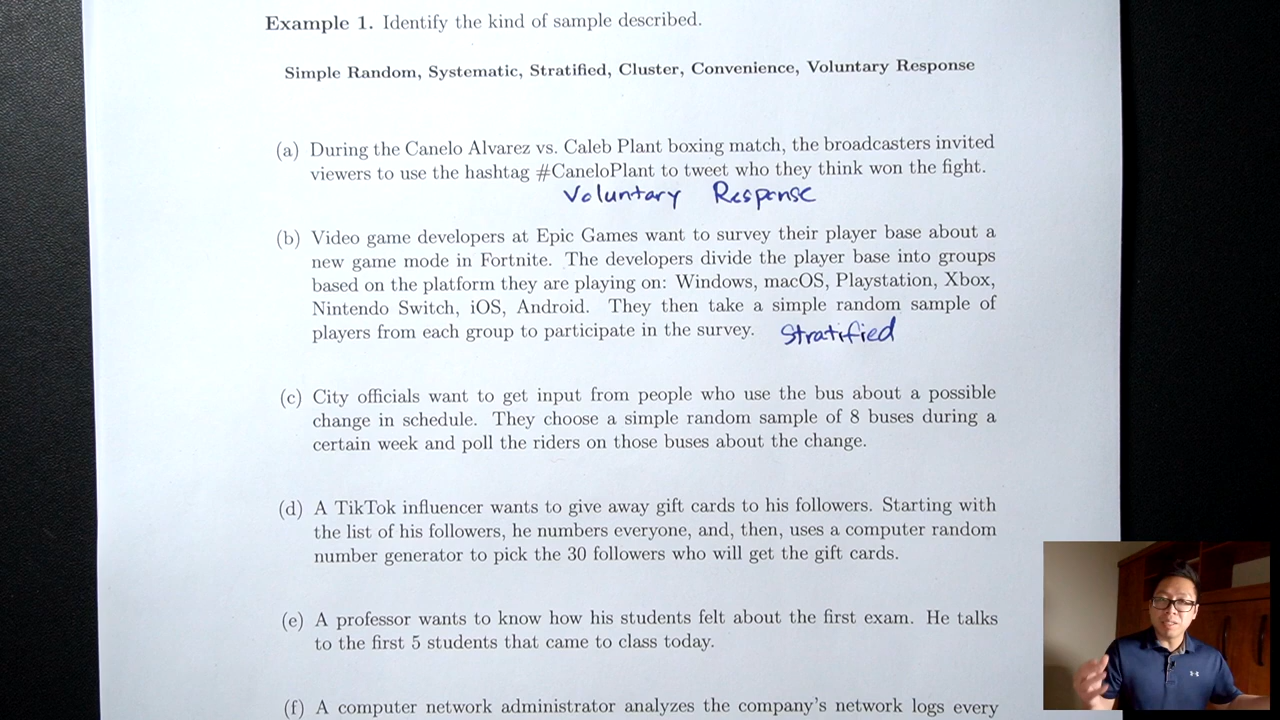 Example 1. Identify the kind of sample described.
Simple Random, Systematic, Stratified, Cluster, Convenience, Voluntary Response
(a) During the Canelo Alvarez vs. Caleb Plant boxing match, the broadcasters invited
viewers to use the hashtag #CaneloPlant to tweet who they think won the fight.
Voluntary Response
(b) Video game developers at Epic Games want to survey their player base about a
new game mode in Fortnite. The developers divide the player base into groups
based on the platform they are playing on: Windows, macOS, Playstation, Xbox,
Nintendo Switch, iOS, Android. They then take a simple random sample of
players from each group to participate in the survey. Stratified
(c) City officials want to get input from people who use the bus about a possible
change in schedule. They choose a simple random sample of 8 buses during a
certain week and poll the riders on those buses about the change.
(d) A TikTok influencer wants to give away gift cards to his followers. Starting with
the list of his followers, he numbers everyone, and, then, uses a computer random
number generator to pick the 30 followers who will get the gift cards.
(e) A professor wants to know how his students felt about the first exam. He talks
to the first 5 students that came to class today.
(f) A computer network administrator analyzes the company's network logs every